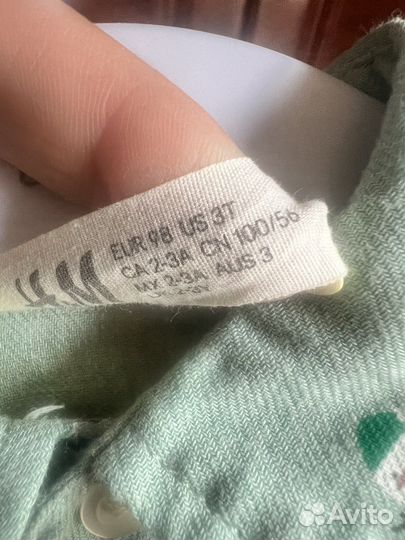 H&M
EUR 98 US 3T
CA 2-3A CN 100/56
MY 2-3A AUS 3
Avito